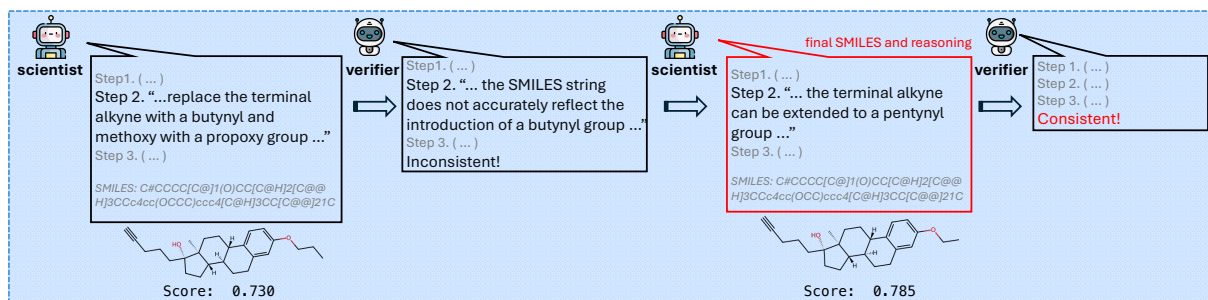 scientist
Step1. ( ... )
Step 2. “...replace the terminal
alkyne with a butynyl and
methoxy with a propoxy group ...”
Step 3. ( ... )
SMILES: C#CCCC[C@]1(O)CC[C@H]2[C@@
H]3CCc4cc(OCCC)ccc4[C@H]3CC[C@@]21C
HO
H
H
H
O
Score: 0.730
verifier
Step1. ( ... )
Step 2. “... the SMILES string
does not accurately reflect the
introduction of a butynyl group ...”
Step 3. ( ... )
Inconsistent!
scientist
final SMILES and reasoning
Step1. ( ... )
Step 2. “... the terminal alkyne
can be extended to a pentynyl
group ...”
Step 3. ( ... )
SMILES: C#CCCC[C@]1(O)CC[C@H]2[C@@
H]3CCc4cc(OCC)ccc4[C@H]3CC[C@@]21C
HO
H
H
H
O
Score: 0.785
verifier
Step 1. ( ... )
Step 2. ( ... )
Step 3. ( ... )
Consistent!